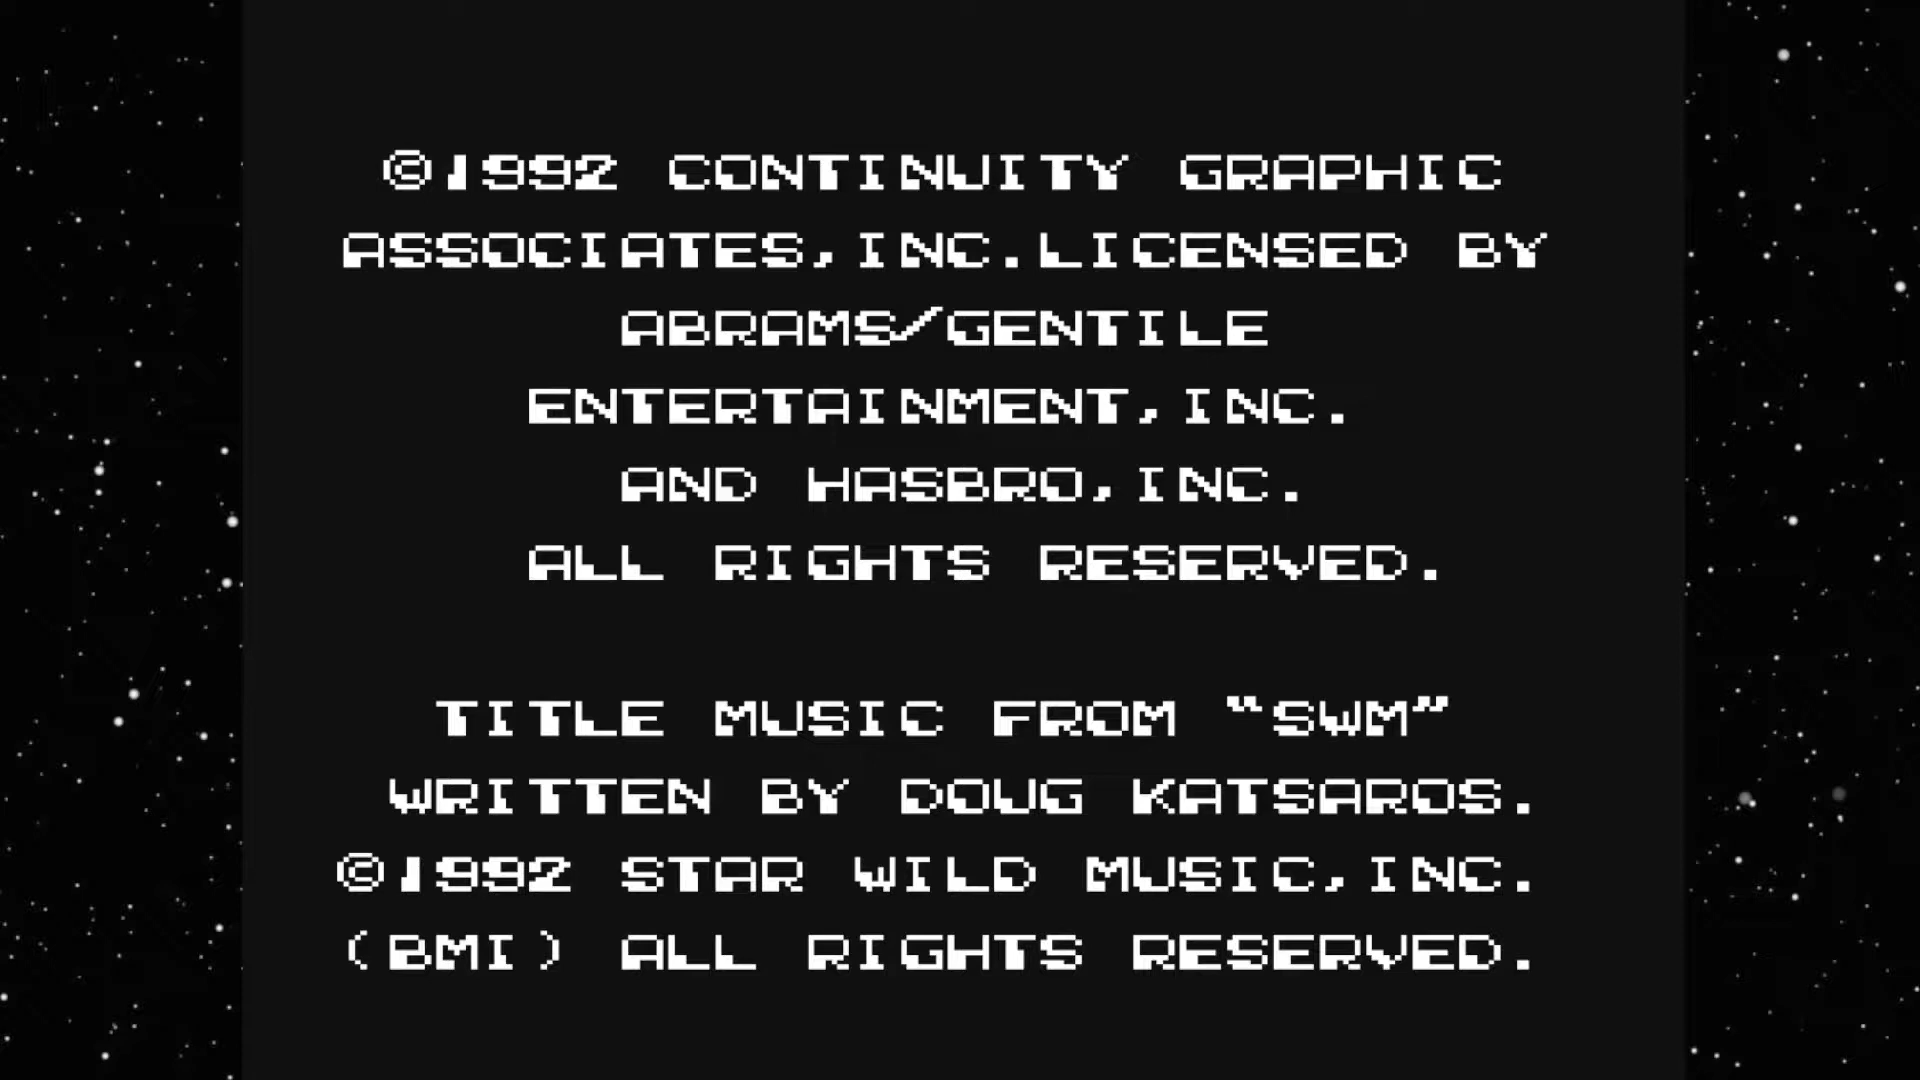 ©1992 CONTINUITY GRAPHIC
ASSOCIATES,INC.LICENSED BY
ABRAMS/GENTILE
ENTERTAINMENT,INC.
AND HASBRO,INC.
ALL RIGHTS RESERVED.
TITLE MUSIC FROM “SWM”
WRITTEN BY DOUG KATSAROS.
©1992 STAR WILD MUSIC,INC.
(BMI) ALL RIGHTS RESERVED.